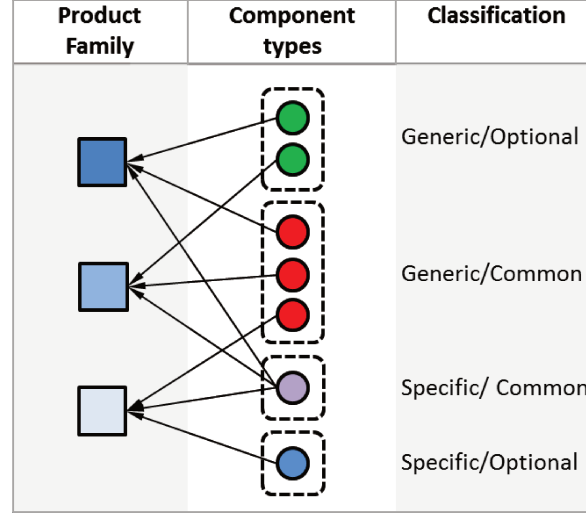 Product
Family
Component
types
Classification
Generic/Optional
Generic/Common
Specific/ Common
Specific/Optional